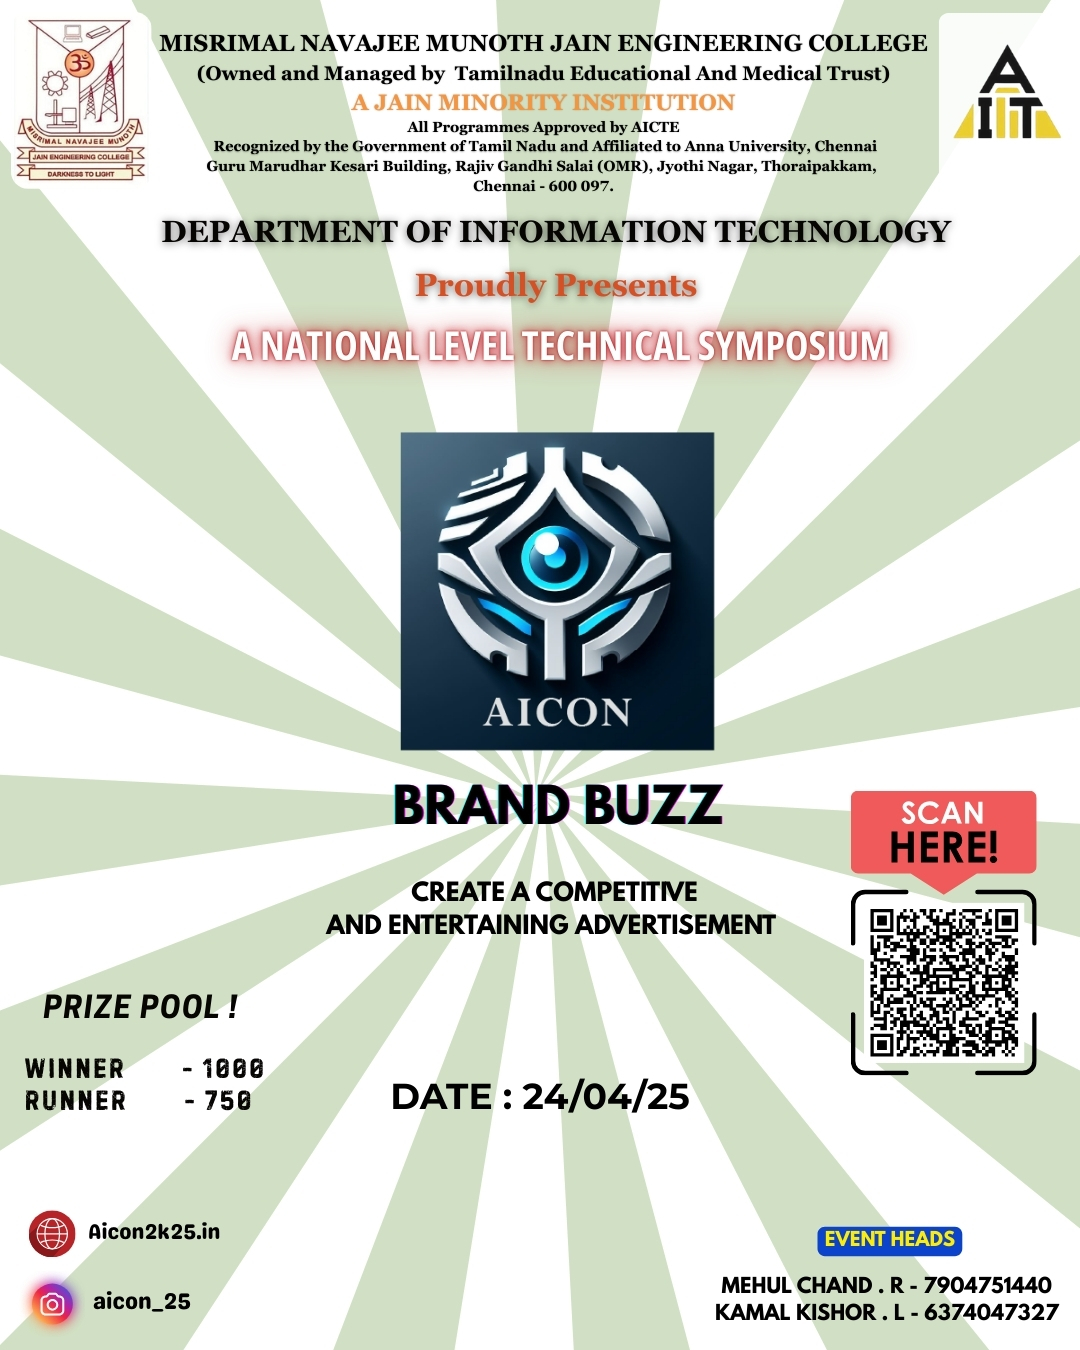 MISRIMAL NAVAJEE MUNOTH JAIN ENGINEERING COLLEGE
(Owned and Managed by Tamilnadu Educational And Medical Trust)
A JAIN MINORITY INSTITUTION
All Programmes Approved by AICTE
Recognized by the Government of Tamil Nadu and Affiliated to Anna University, Chennai
Guru Marudhar Kesari Building, Rajiv Gandhi Salai (OMR), Jyothi Nagar, Thoraipakkam,
Chennai - 600 097.
ॐ
MISRIMAL NAVAJEE MUNOTH
JAIN ENGINEERING COLLEGE
DARKNESS TO LIGHT
AIIT
DEPARTMENT OF INFORMATION TECHNOLOGY
Proudly Presents
A NATIONAL LEVEL TECHNICAL SYMPOSIUM
AICON
BRAND BUZZ
CREATE A COMPETITIVE
AND ENTERTAINING ADVERTISEMENT
SCAN
HERE!
PRIZE POOL !
WINNER - 1000
RUNNER - 750
DATE : 24/04/25
Aicon2k25.in
aicon_25
EVENT HEADS
MEHUL CHAND . R - 7904751440
KAMAL KISHOR . L - 6374047327